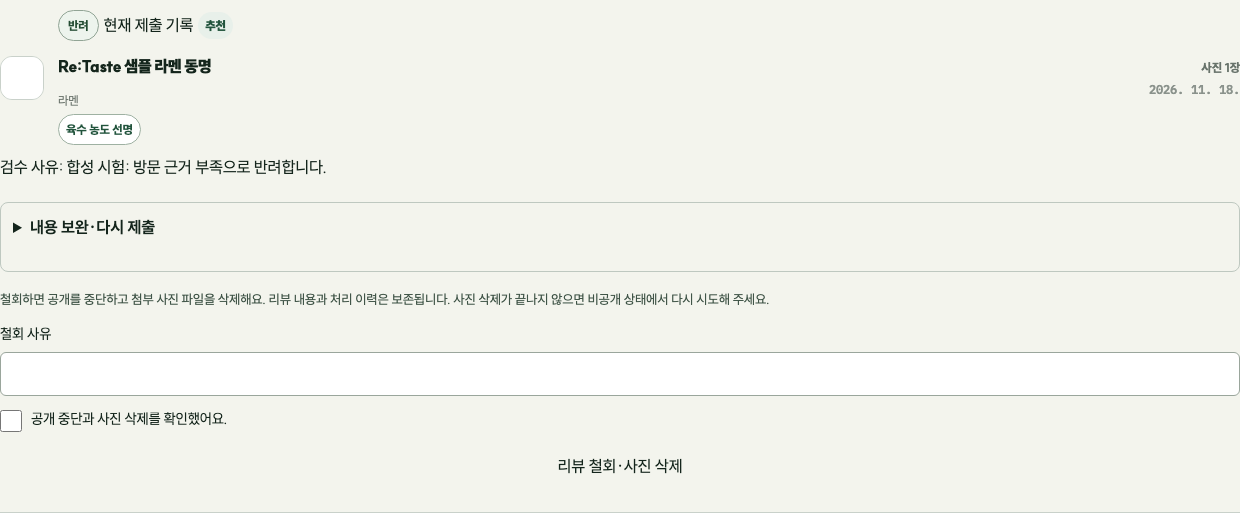 반려 현재 제출 기록 추천
Re:Taste 샘플 라멘 동명
사진 1장
라멘
2026. 11. 18.
육수 농도 선명
검수 사유: 합성 시험: 방문 근거 부족으로 반려합니다.
▶ 내용 보완·다시 제출
철회하면 공개를 중단하고 첨부 사진 파일을 삭제해요. 리뷰 내용과 처리 이력은 보존됩니다. 사진 삭제가 끝나지 않으면 비공개 상태에서 다시 시도해 주세요.
철회 사유
공개 중단과 사진 삭제를 확인했어요.
리뷰 철회·사진 삭제